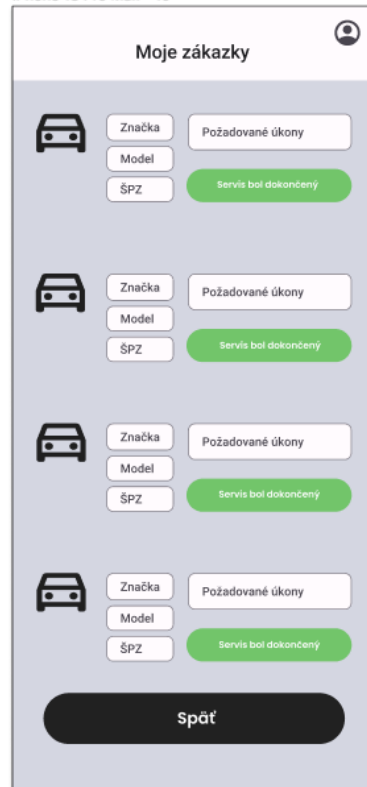 Moje zákazky
Značka
Požadované úkony
Model
ŠPZ
Servis bol dokončený
Značka
Požadované úkony
Model
ŠPZ
Servis bol dokončený
Značka
Požadované úkony
Model
ŠPZ
Servis bol dokončený
Značka
Požadované úkony
Model
ŠPZ
Servis bol dokončený
Späť